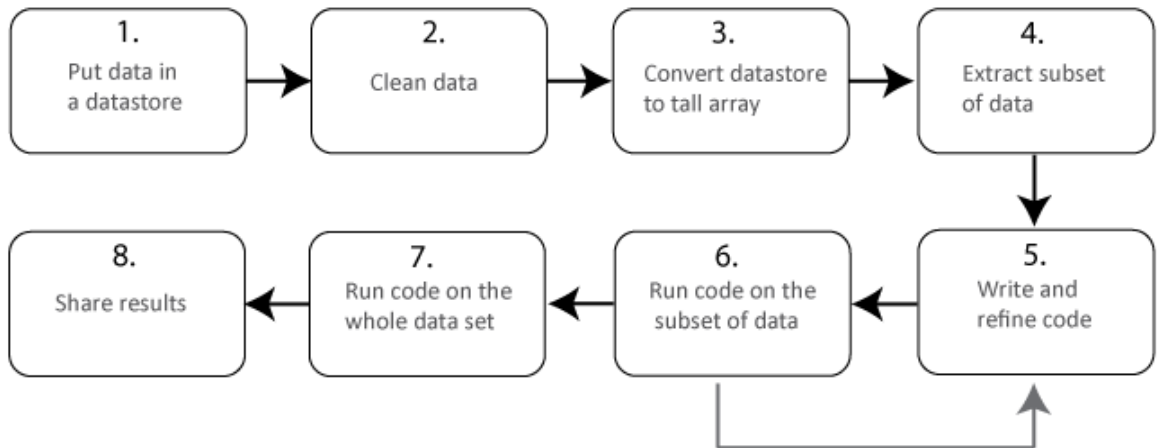 1.
Put data in
a datastore
2.
Clean data
3.
Convert datastore
to tall array
4.
Extract subset
of data
5.
Write and
refine code
6.
Run code on the
subset of data
7.
Run code on the
whole data set
8.
Share results